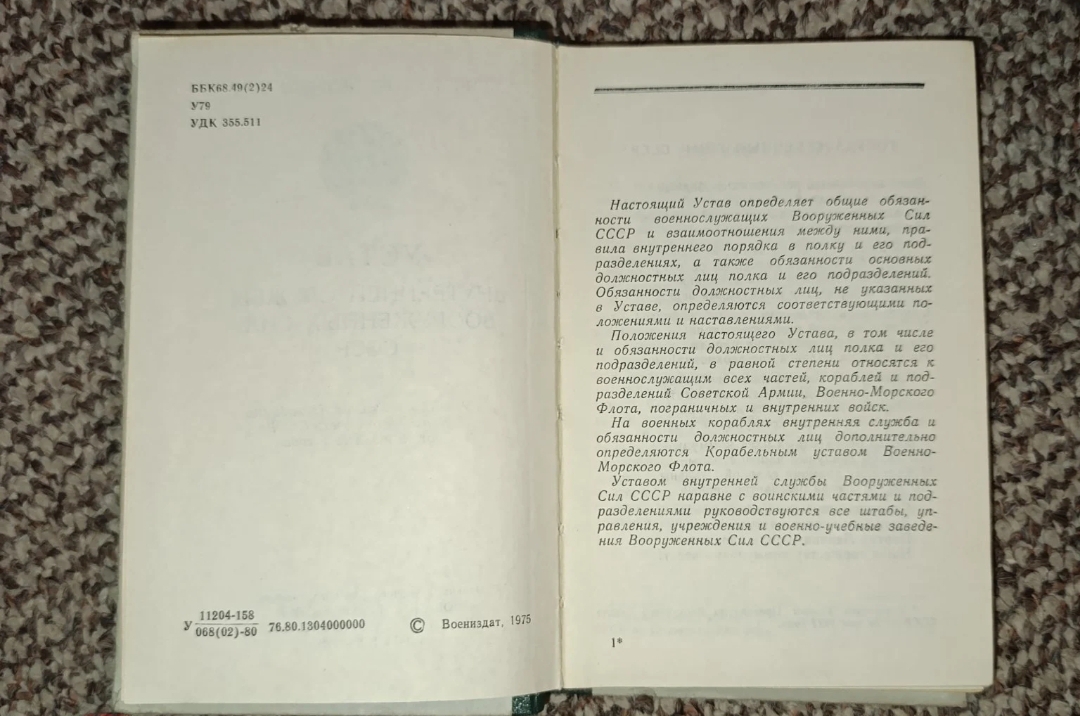 ББК68.49(2)24
У79
УДК 355.511
У 11204-158
068(02)-80 76.80.1304000000 © Воениздат, 1975
Настоящий Устав определяет общие обязан-
ности военнослужащих Вооруженных Сил
СССР и взаимоотношения между ними, пра-
вила внутреннего порядка в полку и его под-
разделениях, а также обязанности основных
должностных лиц полка и его подразделений.
Обязанности должностных лиц, не указанных
в Уставе, определяются соответствующими по-
ложениями и наставлениями.
Положения настоящего Устава, в том числе
и обязанности должностных лиц полка и его
подразделений, в равной степени относятся к
военнослужащим всех частей, кораблей и под-
разделений Советской Армии, Военно-Морского
Флота, пограничных и внутренних войск.
На военных кораблях внутренняя служба и
обязанности должностных лиц дополнительно
определяются Корабельным уставом Военно-
Морского Флота.
Уставом внутренней службы Вооруженных
Сил СССР наравне с воинскими частями и под-
разделениями руководствуются все штабы, уп-
равления, учреждения и военно-учебные заведе-
ния Вооруженных Сил СССР.
1*